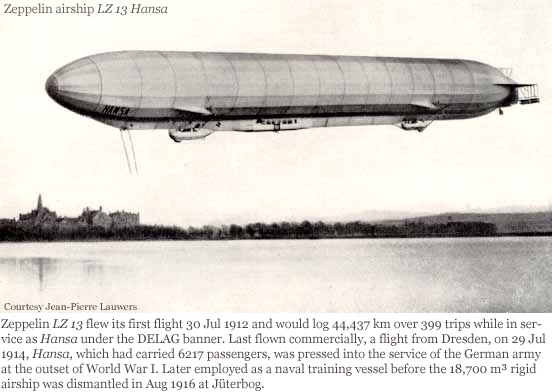 Zeppelin airship LZ 13 Hansa
HANSA
Courtesy Jean-Pierre Lauwers
Zeppelin LZ 13 flew its first flight 30 Jul 1912 and would log 44,437 km over 399 trips while in ser-
vice as Hansa under the DELAG banner. Last flown commercially, a flight from Dresden, on 29 Jul
1914, Hansa, which had carried 6217 passengers, was pressed into the service of the German army
at the outset of World War I. Later employed as a naval training vessel before the 18,700 m³ rigid
airship was dismantled in Aug 1916 at Jüterbog.